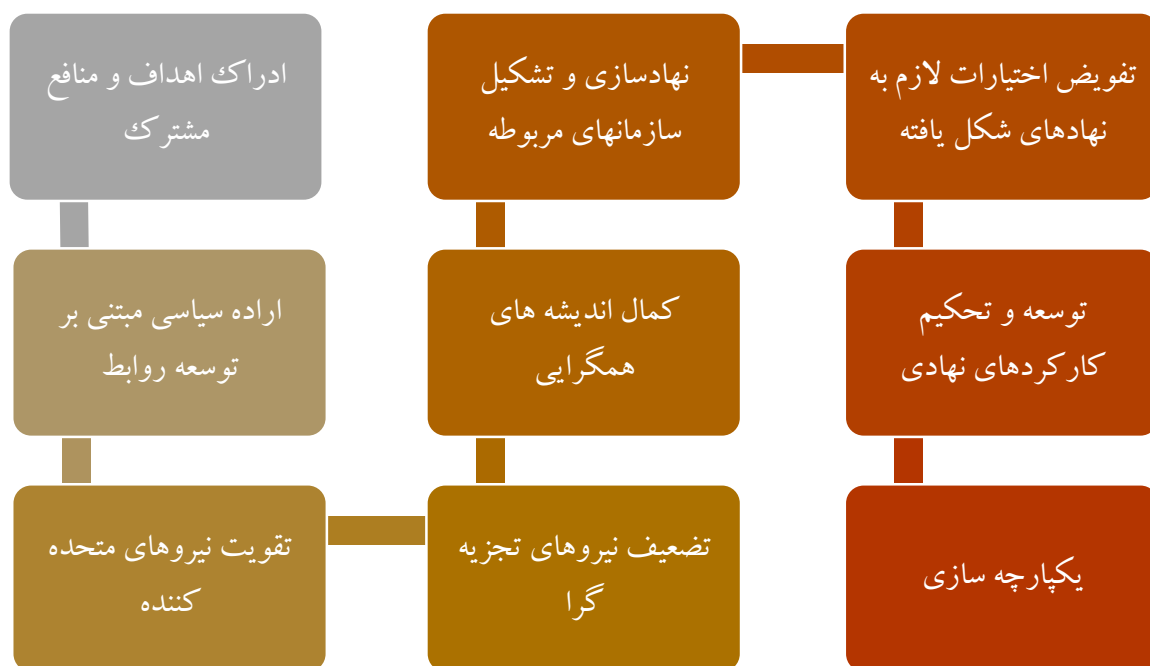 ادراک اهداف و منافع
مشترک
اراده سیاسی مبتنی بر
توسعه روابط
تقویت نیروهای متحده
کننده
تضعیف نیروهای تجزیه
گرا
کمال اندیشه های
همگرایی
نهادسازی و تشکیل
سازمانهای مربوطه
تفویض اختیارات لازم به
نهادهای شکل یافته
توسعه و تحکیم
کارکردهای نهادی
یکپارچه سازی